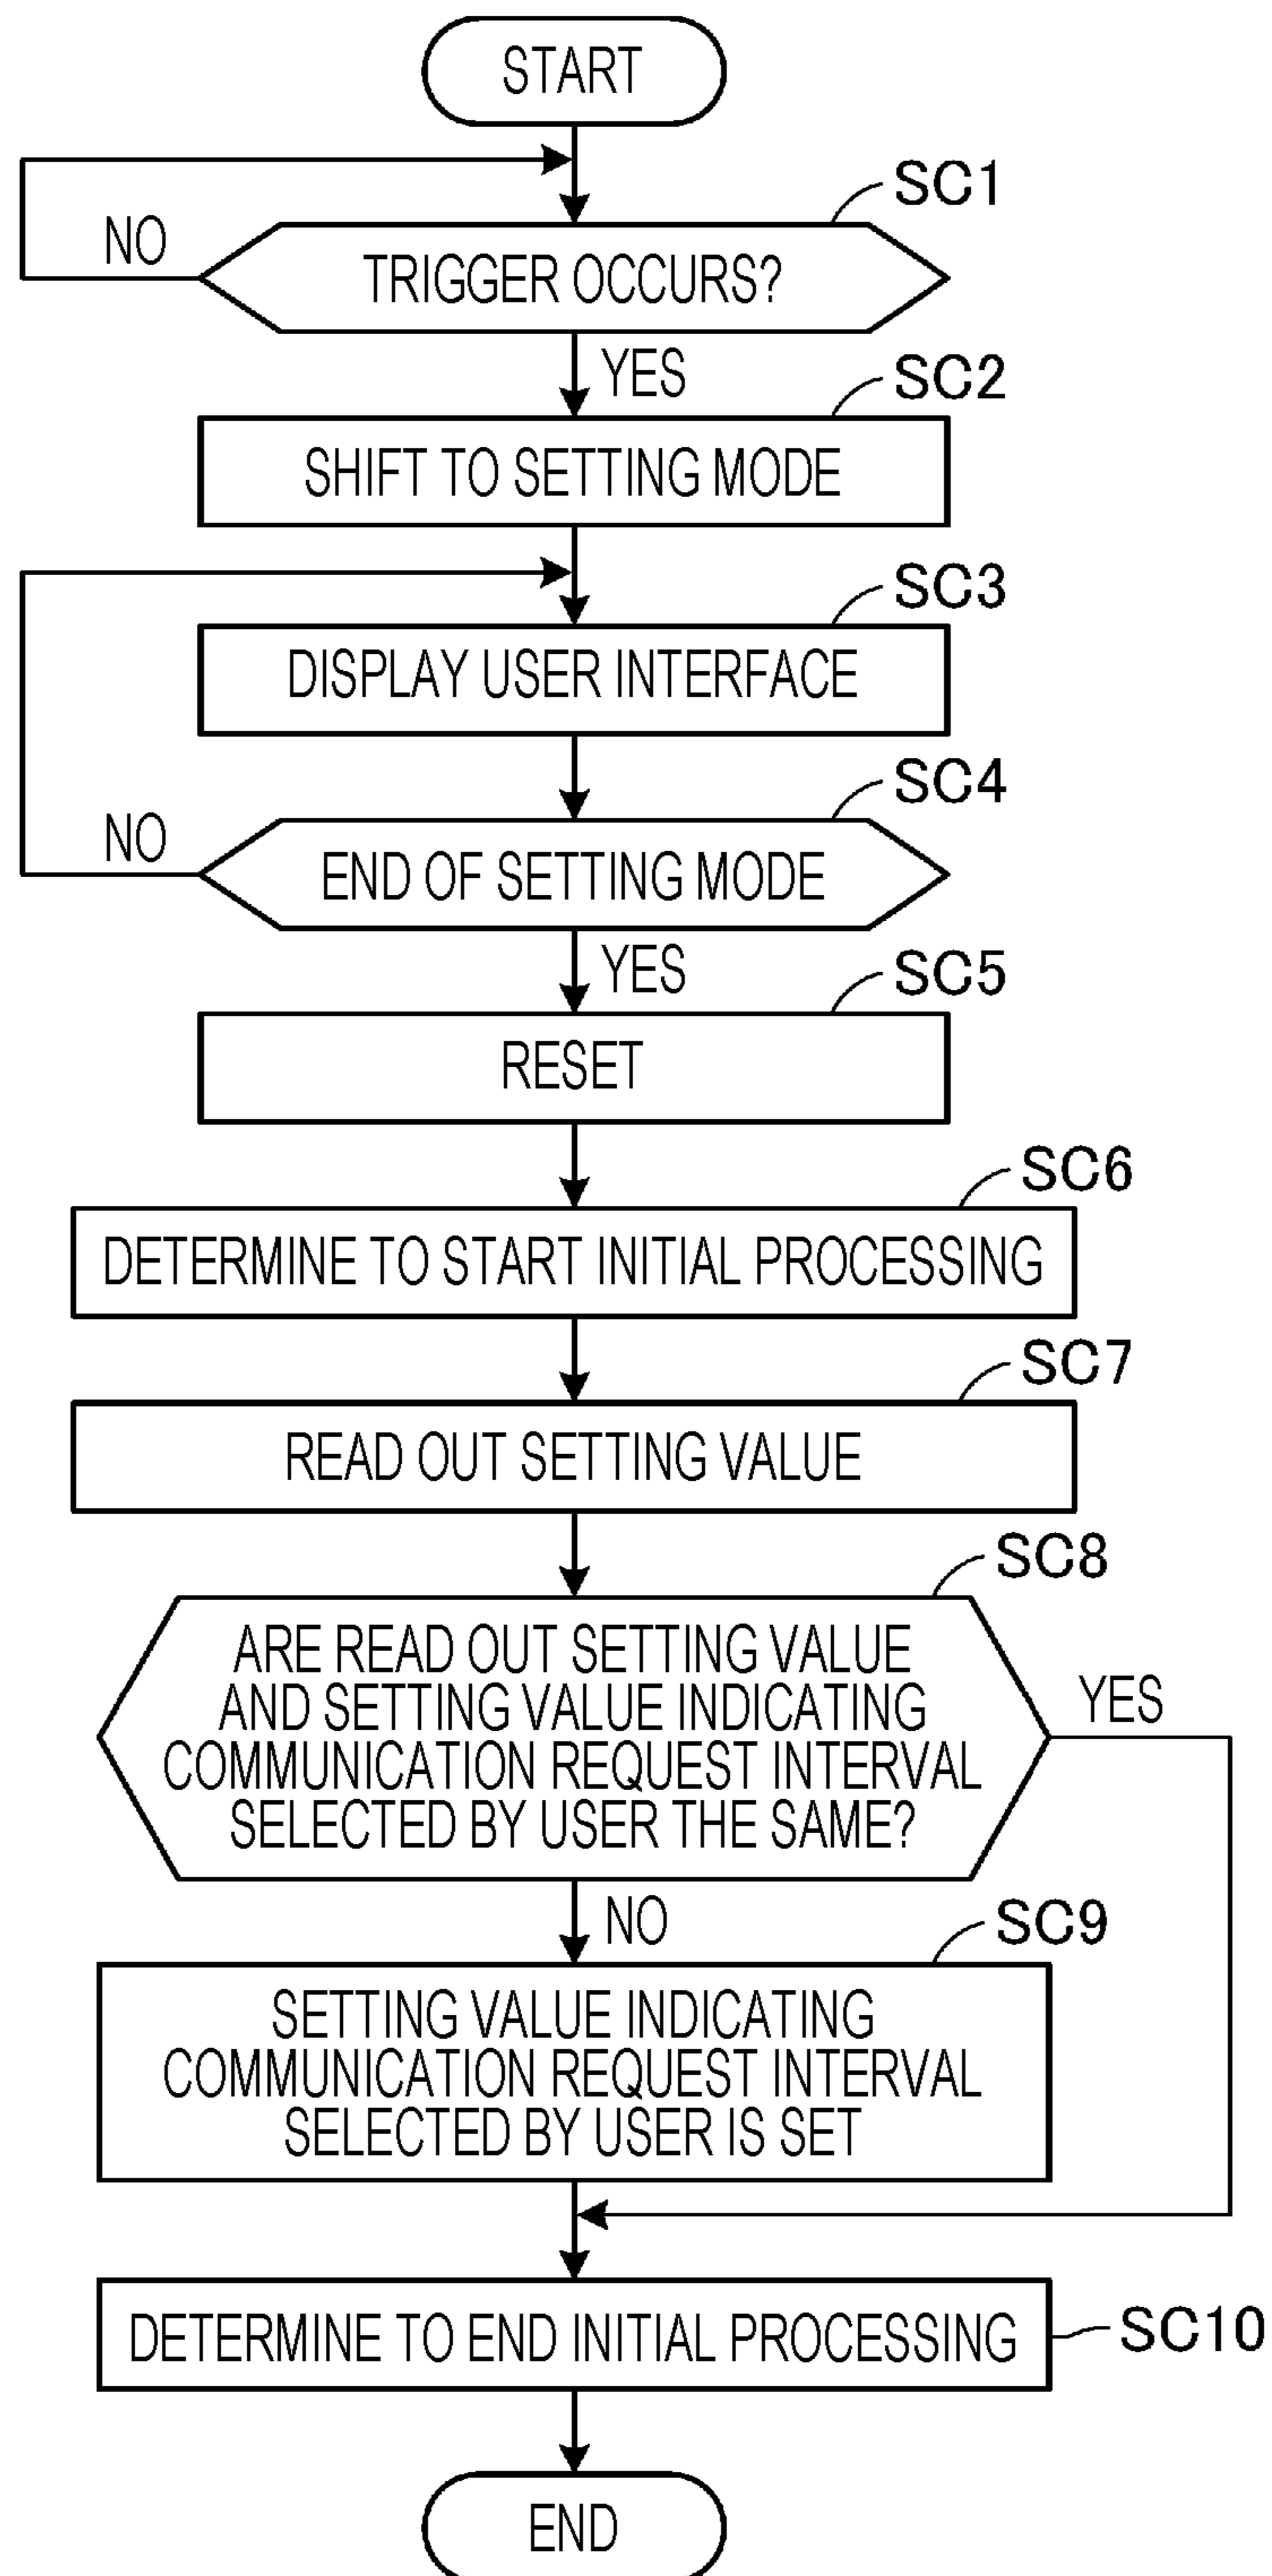 START
SC1
NO
TRIGGER OCCURS?
YES
SC2
SHIFT TO SETTING MODE
SC3
DISPLAY USER INTERFACE
SC4
NO
END OF SETTING MODE
YES
SC5
RESET
SC6
DETERMINE TO START INITIAL PROCESSING
SC7
READ OUT SETTING VALUE
SC8
ARE READ OUT SETTING VALUE
AND SETTING VALUE INDICATING
COMMUNICATION REQUEST INTERVAL
SELECTED BY USER THE SAME?
YES
NO
SC9
SETTING VALUE INDICATING
COMMUNICATION REQUEST INTERVAL
SELECTED BY USER IS SET
DETERMINE TO END INITIAL PROCESSING
SC10
END